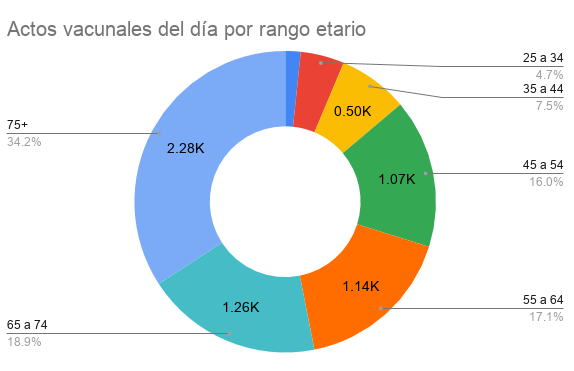 Actos vacunales del día por rango etario
25 a 34
4.7%
35 a 44
7.5%
0.50K
75+
34.2%
2.28K
1.07K
45 a 54
16.0%
1.14K
55 a 64
17.1%
1.26K
65 a 74
18.9%